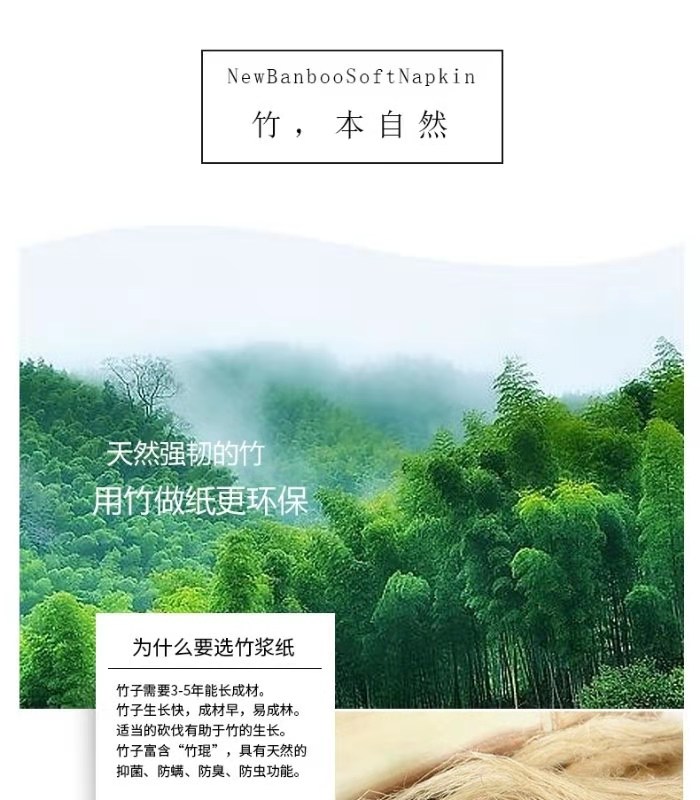 NewBanbooSoftNapkin
竹，本自然
天然强韧的竹
用竹做纸更环保
为什么要选竹浆纸
竹子需要3-5年能长成材。
竹子生长快，成材早，易成林。
适当的砍伐有助于竹的生长。
竹子富含“竹琨”，具有天然的
抑菌、防螨、防臭、防虫功能。